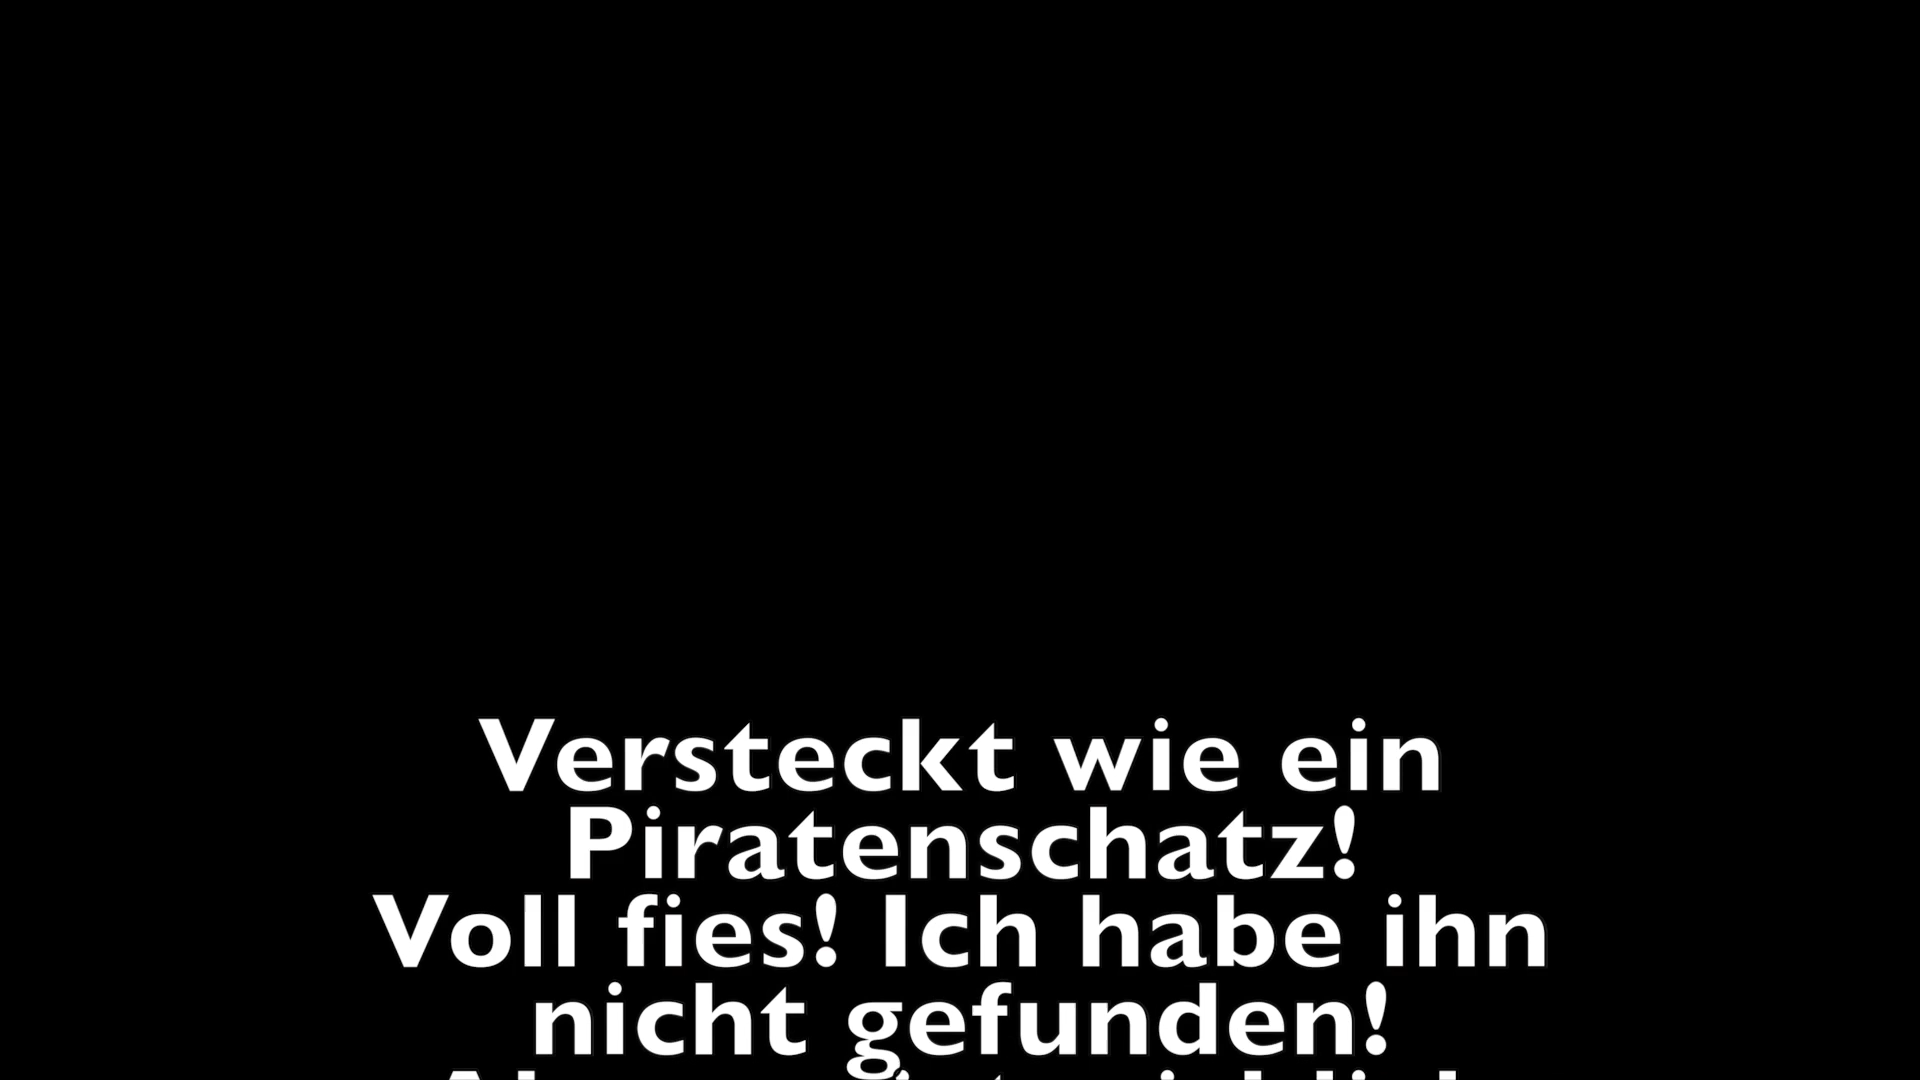 Versteckt wie ein
Piratenschatz!
Voll fies! Ich habe ihn
nicht gefunden!